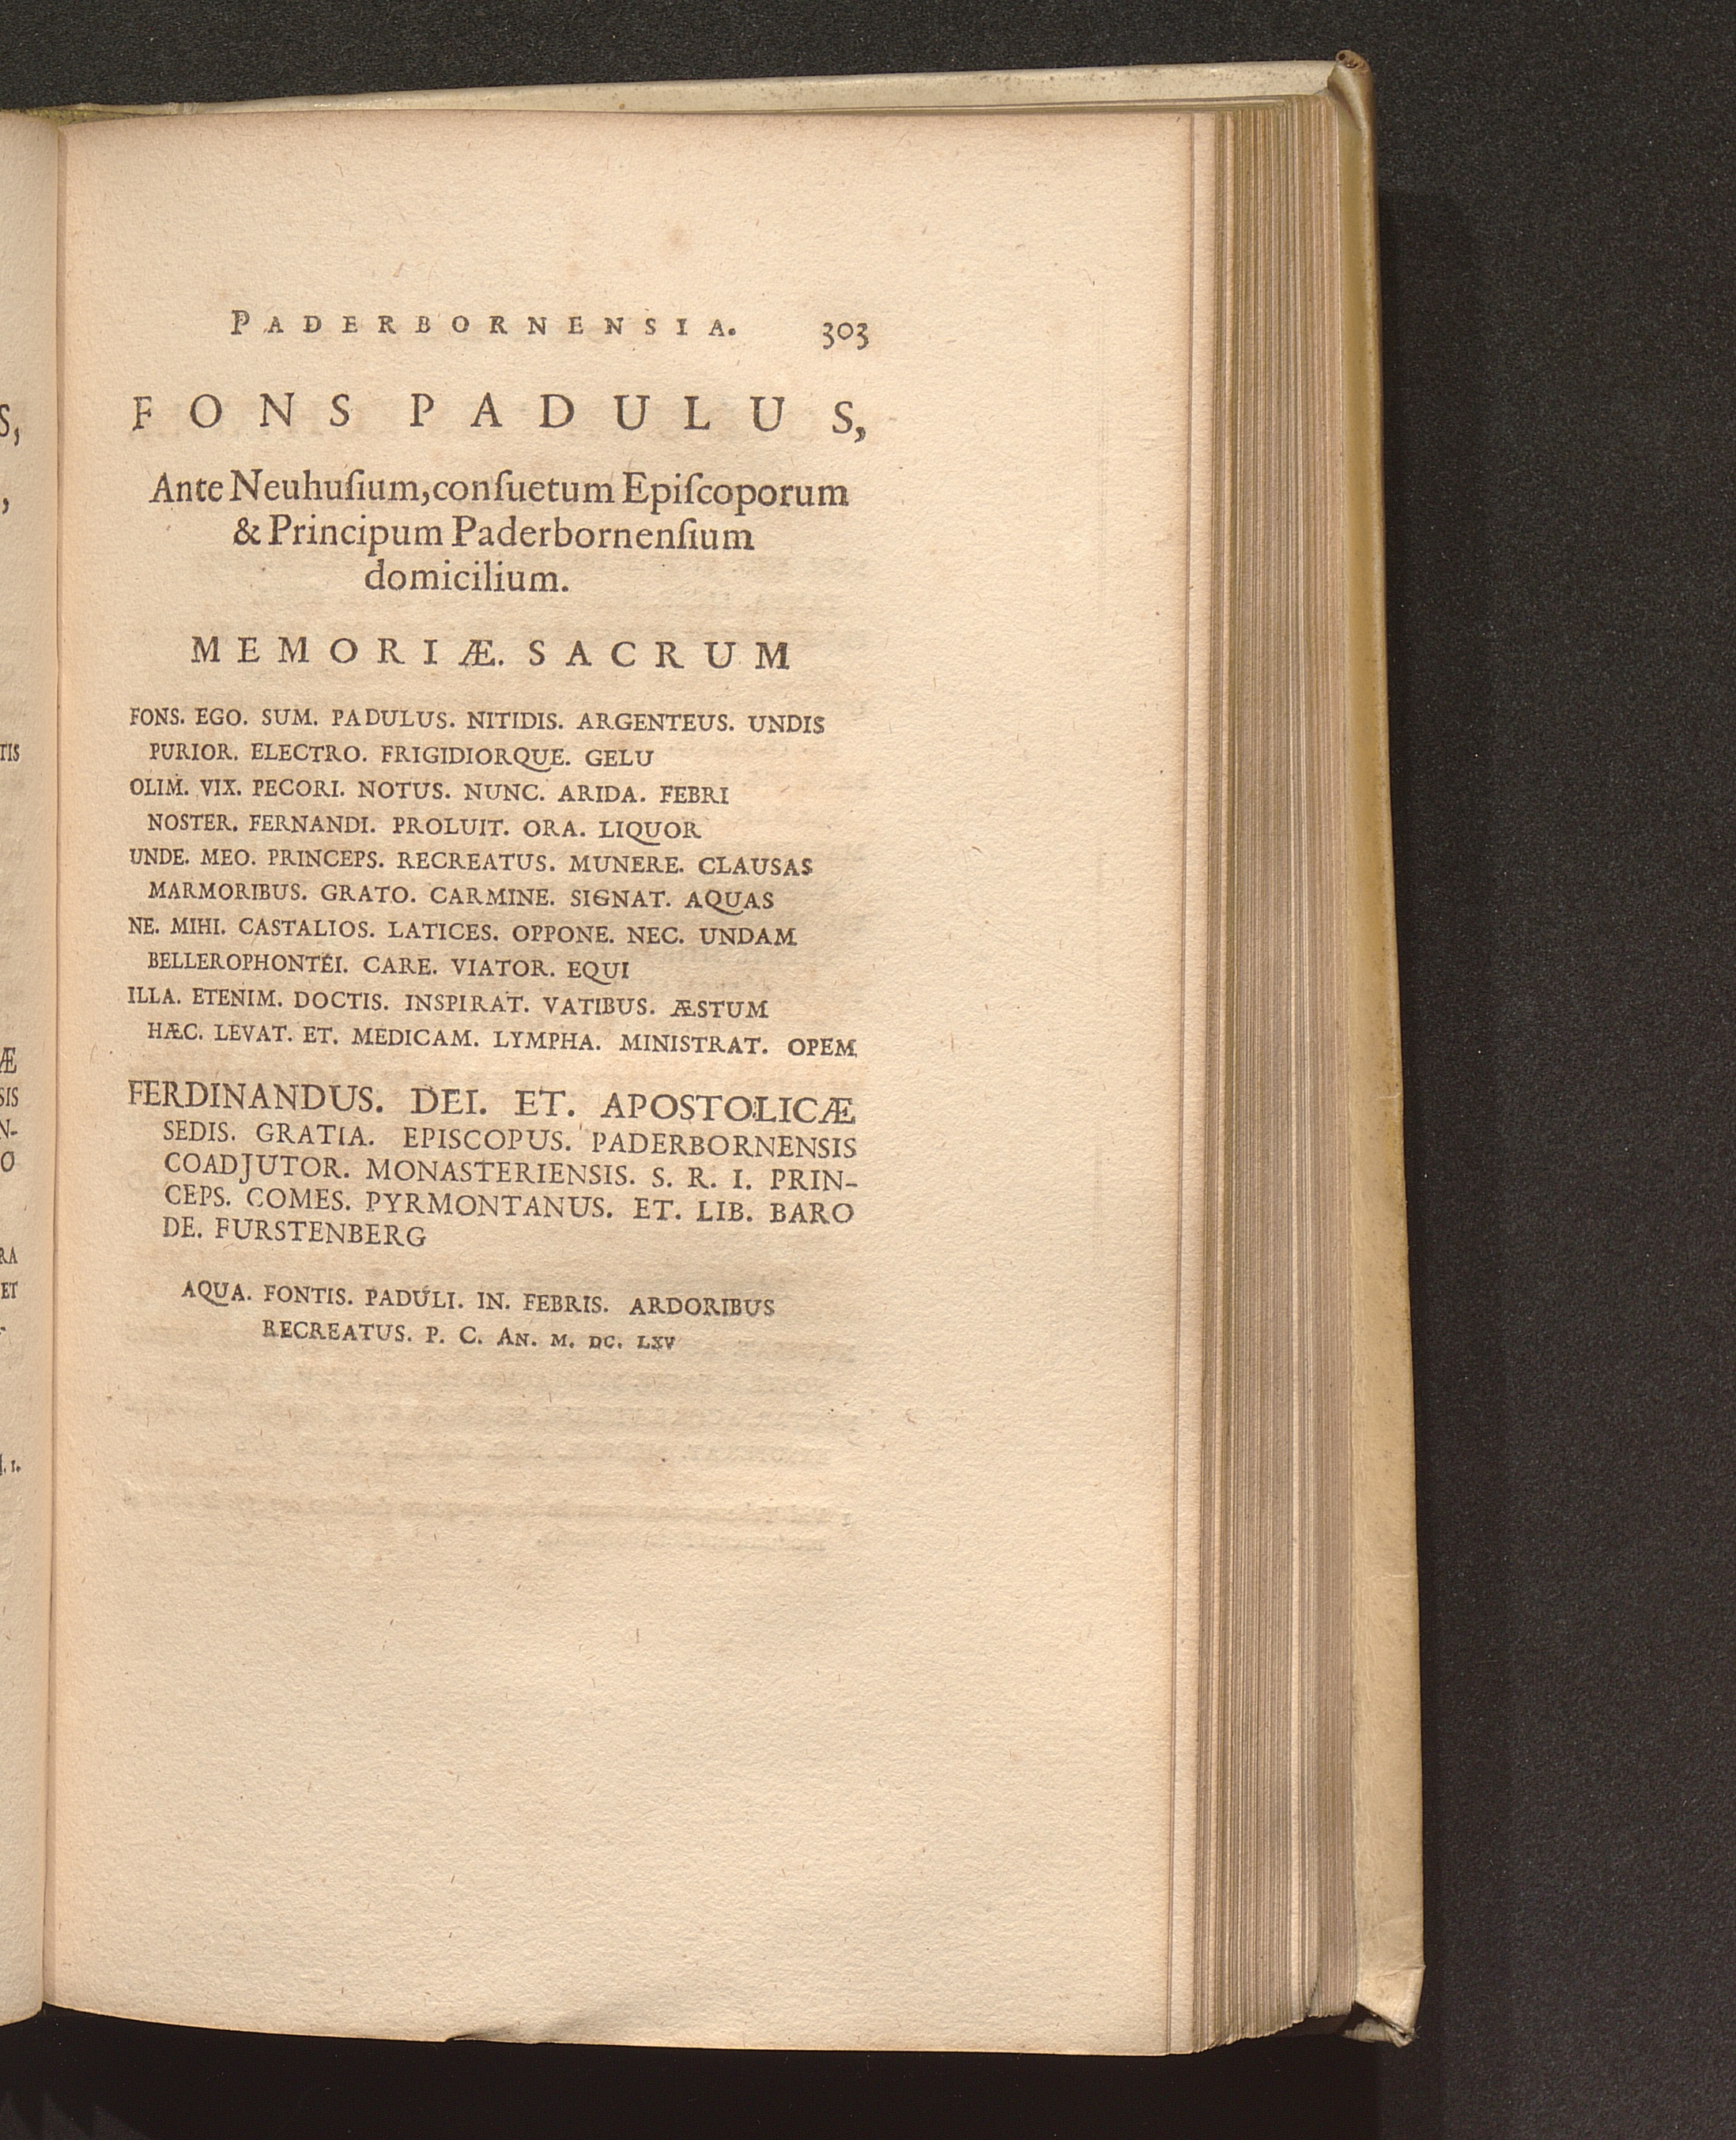 PADERBORNENSIA. 303
FONS PADULUS,
Ante Neuhuſium, conſuetum Epiſcoporum
& Principum Paderbornenſium
domicilium.
MEMORIÆ. SACRUM
FONS. EGO. SUM. PADULUS. NITIDIS. ARGENTEUS. UNDIS
PURIOR. ELECTRO. FRIGIDIORQUE. GELU
OLIM. VIX. PECORI. NOTUS. NUNC. ARIDA. FEBRI
NOSTER. FERNANDI. PROLUIT. ORA. LIQUOR
UNDE. MEO. PRINCEPS. RECREATUS. MUNERE. CLAUSAS
MARMORIBUS. GRATO. CARMINE. SIGNAT. AQUAS
NE. MIHI. CASTALIOS. LATICES. OPPONE. NEC. UNDAM
BELLEROPHONTEI. CARE. VIATOR. EQUI
ILLA. ETENIM. DOCTIS. INSPIRAT. VATIBUS. ÆSTUM
HÆC. LEVAT. ET. MEDICAM. LYMPHA. MINISTRAT. OPEM
FERDINANDUS. DEI. ET. APOSTOLICÆ
SEDIS. GRATIA. EPISCOPUS. PADERBORNENSIS
COADJUTOR. MONASTERIENSIS. S. R. I. PRIN-
CEPS. COMES. PYRMONTANUS. ET. LIB. BARO
DE. FURSTENBERG
AQUA. FONTIS. PADULI. IN. FEBRIS. ARDORIBUS
RECREATUS. P. C. AN. M. DC. LXV